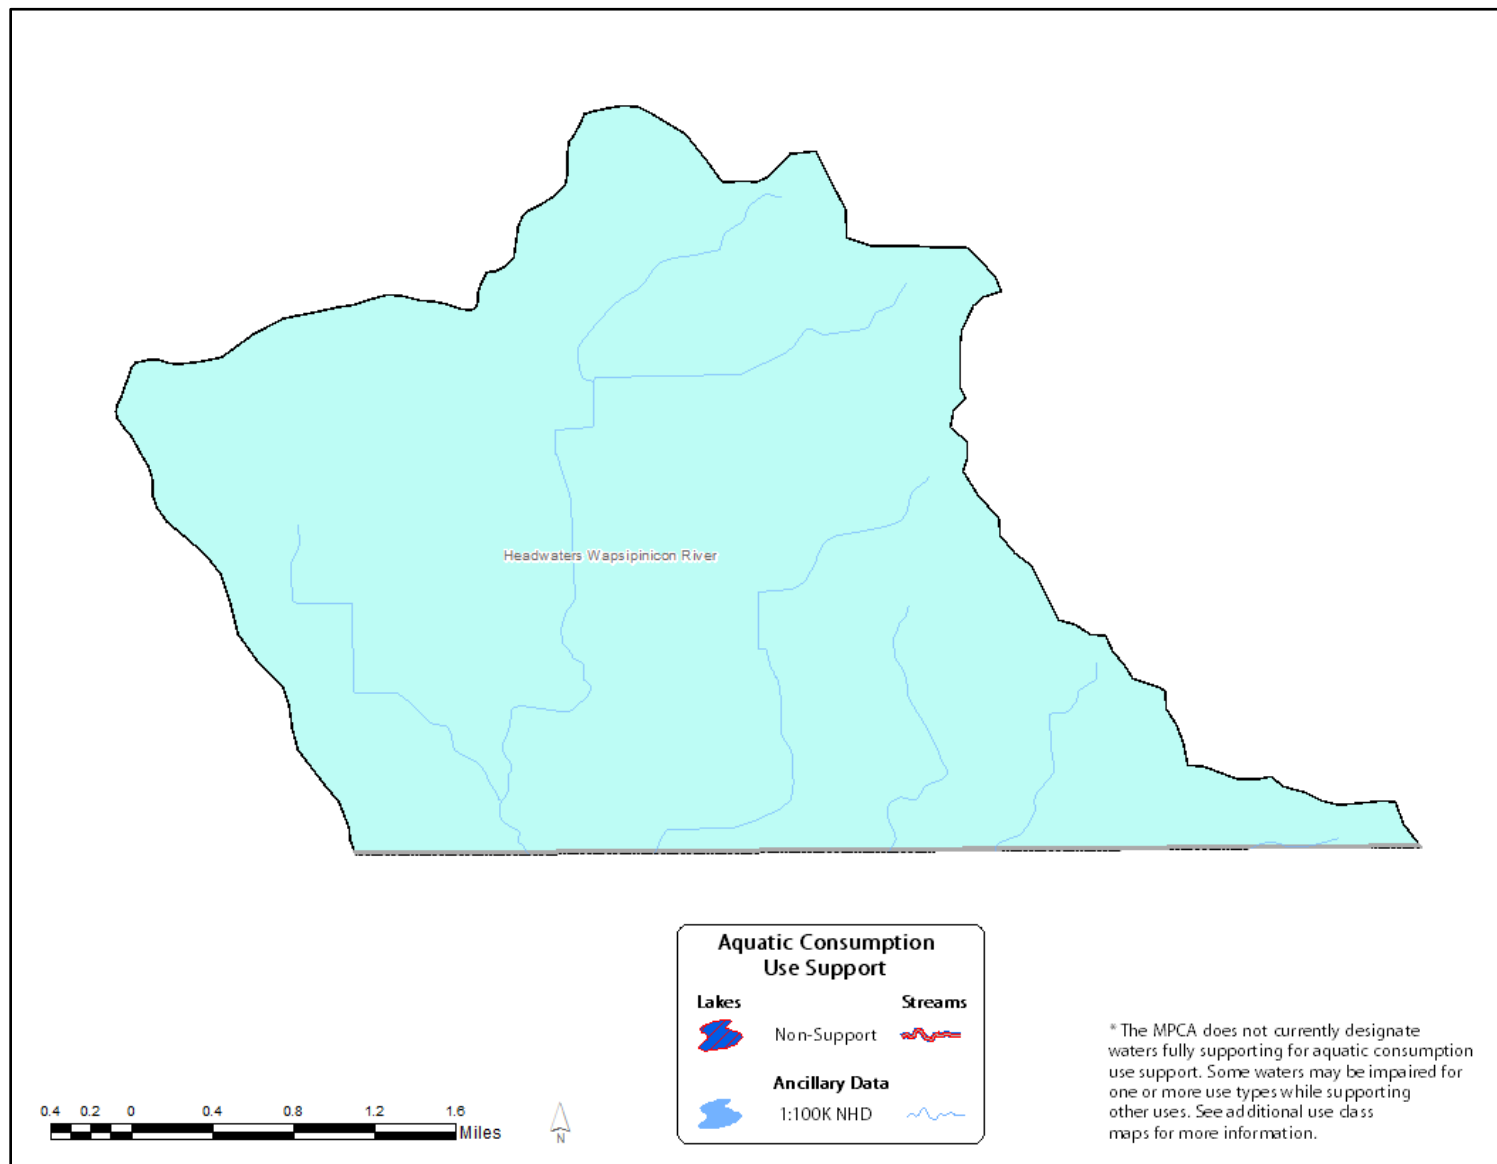 Headwaters Wapsipinicon River
Aquatic Consumption
Use Support
Lakes
Streams
Non-Support
Ancillary Data
1:100K NHD
* The MPCA does not currently designate
waters fully supporting for aquatic consumption
use support. Some waters may be impaired for
one or more use types while supporting
other uses. See additional use class
maps for more information.
0.4 0.2 0 0.4 0.8 1.2 1.6
Miles
N